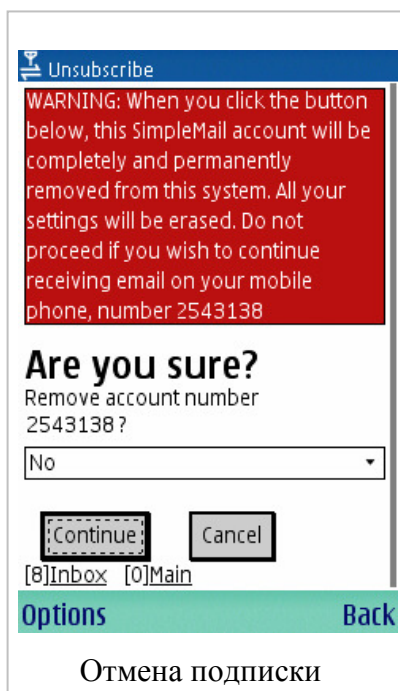 Unsubscribe
WARNING: When you click the button
below, this SimpleMail account will be
completely and permanently
removed from this system. All your
settings will be erased. Do not
proceed if you wish to continue
receiving email on your mobile
phone, number 2543138
Are you sure?
Remove account number
2543138?
No
Continue Cancel
[8]Inbox [0]Main
Options Back
Отмена подписки